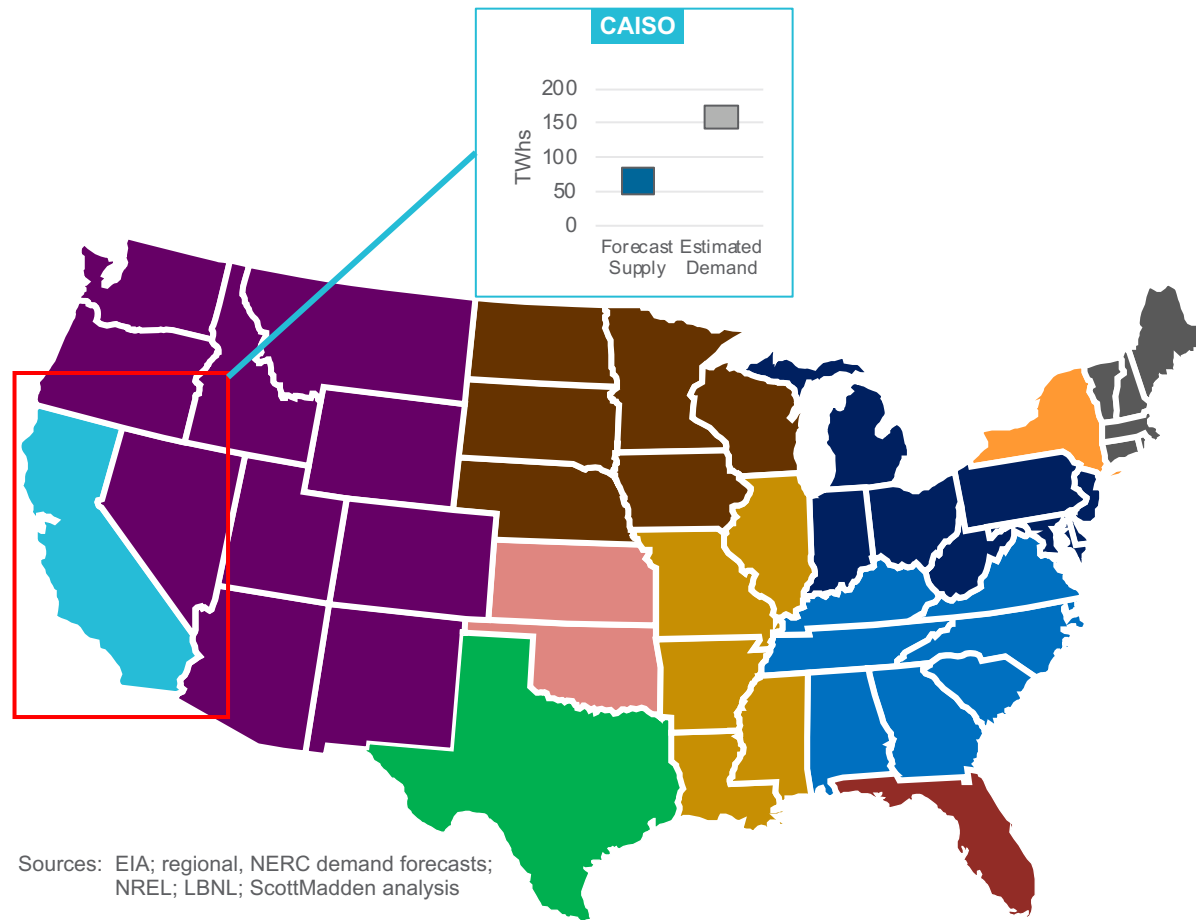 CAISO
TWhs
200
150
100
50
0
Forecast Estimated
Supply Demand
Sources: EIA; regional, NERC demand forecasts;
NREL; LBNL; ScottMadden analysis